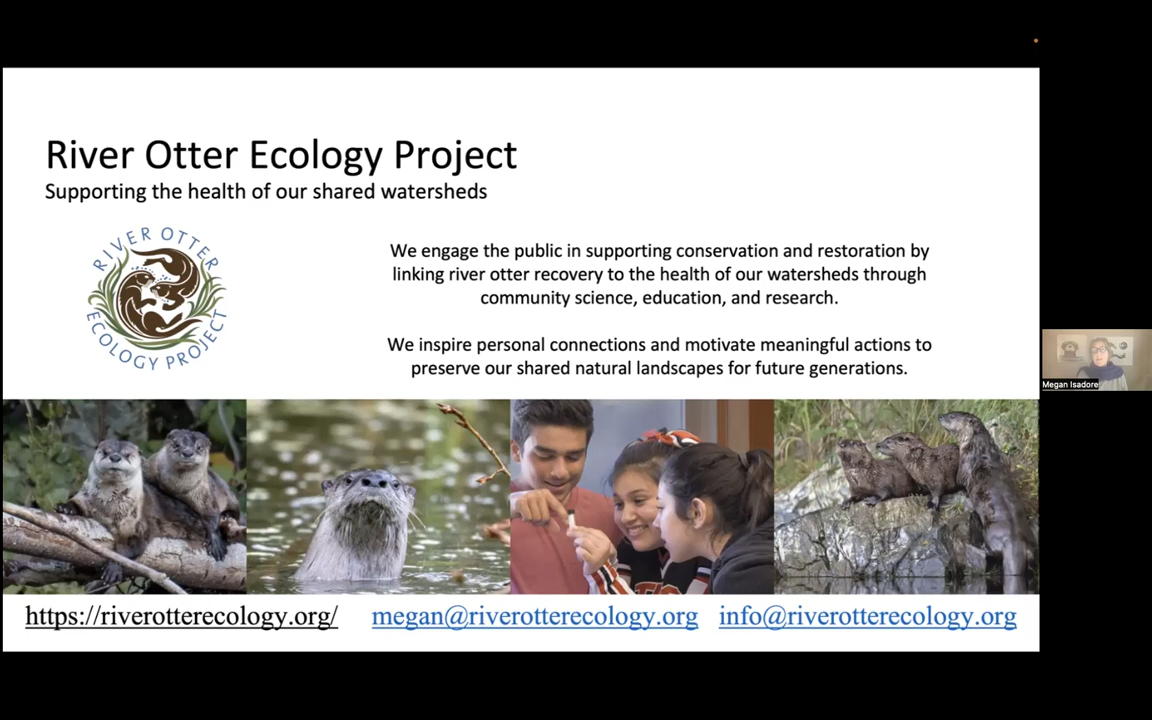 River Otter Ecology Project
Supporting the health of our shared watersheds
RIVER OTTER
ECOLOGY PROJECT
We engage the public in supporting conservation and restoration by
linking river otter recovery to the health of our watersheds through
community science, education, and research.
We inspire personal connections and motivate meaningful actions to
preserve our shared natural landscapes for future generations.
Megan Isadore
https://riverotterecology.org/
megan@riverotterecology.org
info@riverotterecology.org